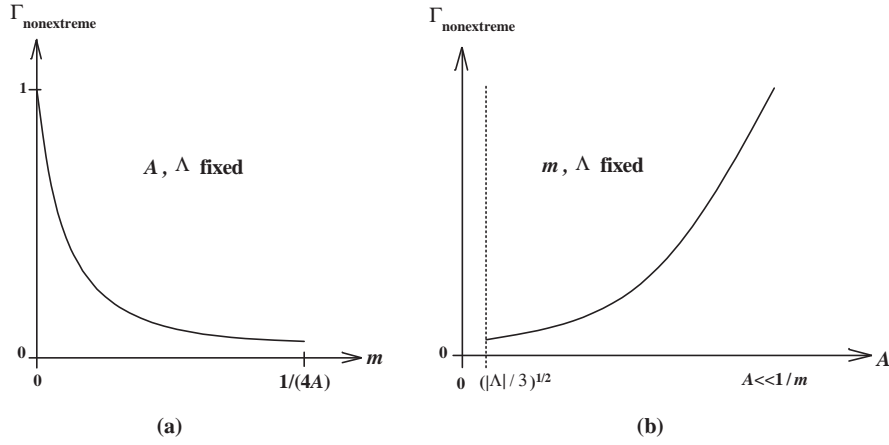 Γnonextreme
1
A , Λ fixed
0
0
1/(4A)
m
(a)
Γnonextreme
m , Λ fixed
0
0
(|Λ| / 3)1/2
A<<1/m
A
(b)